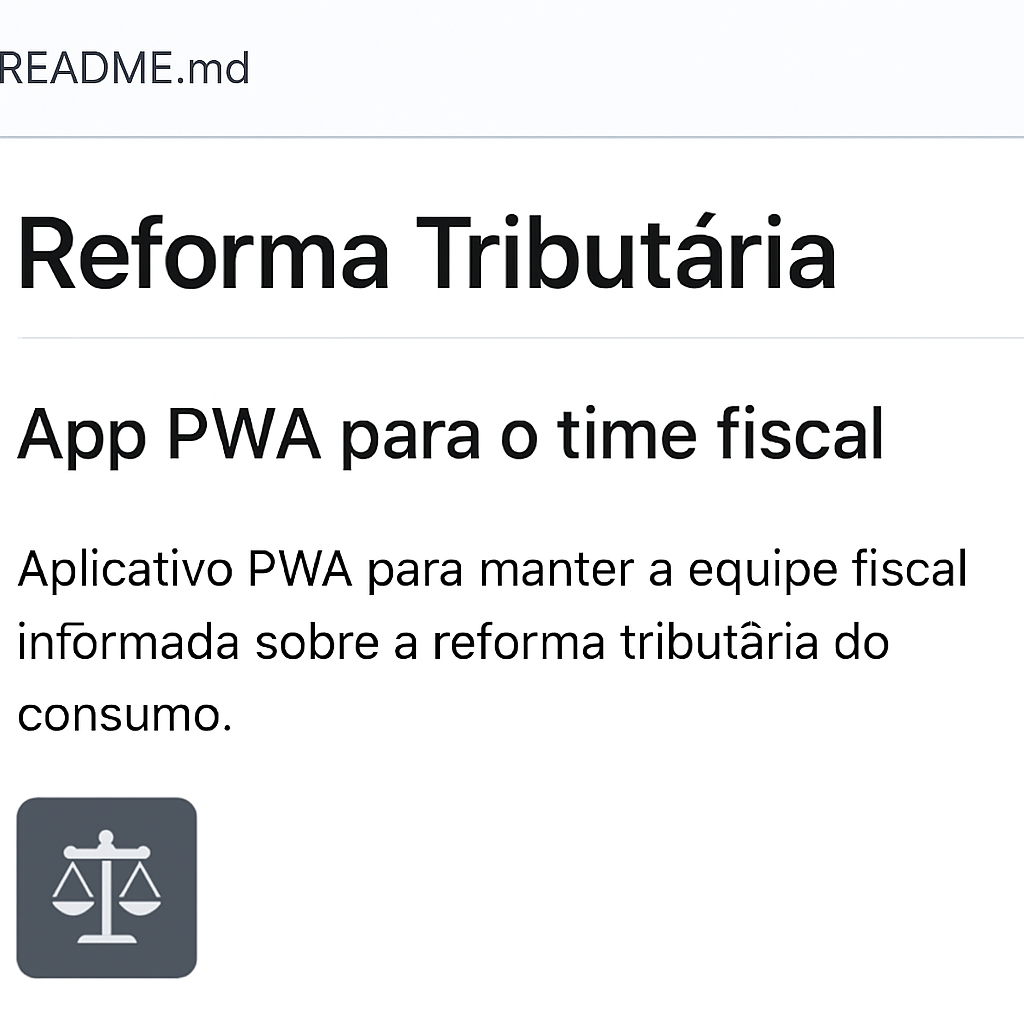 README.md
Reforma Tributária
App PWA para o time fiscal
Aplicativo PWA para manter a equipe fiscal
informada sobre a reforma tributâria do
consumo.